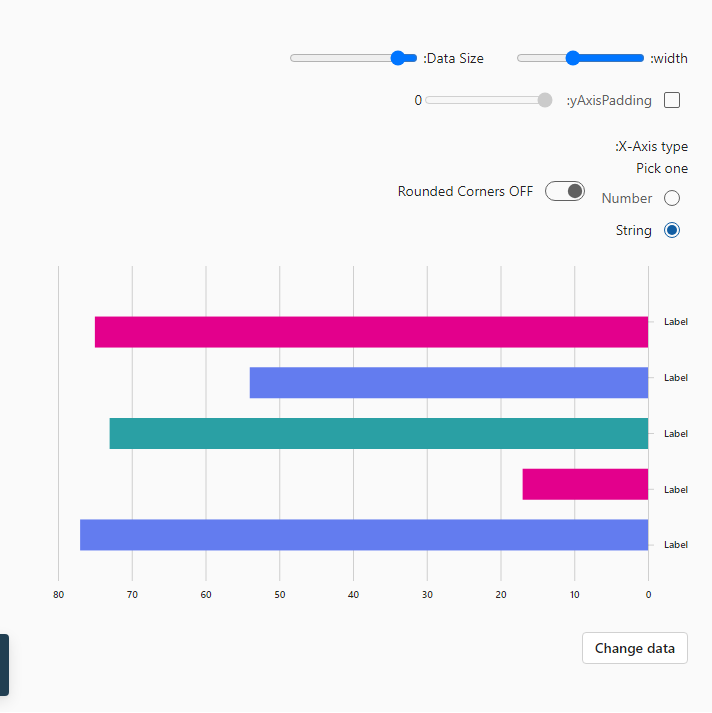 :width
:Data Size
:yAxisPadding
0
:X-Axis type
Pick one
Number
Rounded Corners OFF
String
Label
Label
Label
Label
Label
80 70 60 50 40 30 20 10 0
Change data